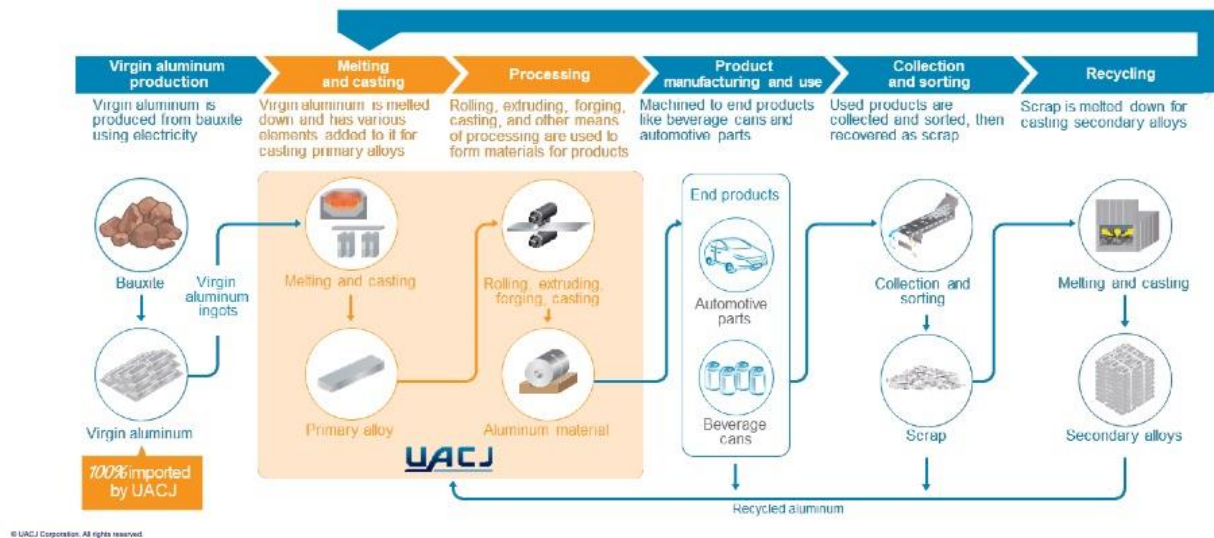 Virgin aluminum
production
Melting
and casting
Processing
Product
manufacturing and use
Collection
and sorting
Recycling
Virgin aluminum is
produced from bauxite
using electricity
Virgin aluminum is melted
down and has various
elements added to it for
casting primary alloys
Rolling, extruding, forging,
casting, and other means
of processing are used to
form materials for products
Machined to end products
like beverage cans and
automotive parts
Used products are
collected and sorted, then
recovered as scrap
Scrap is melted down for
casting secondary alloys
Bauxite
Virgin
aluminum
ingots
Virgin aluminum
100% imported
by UACJ
Melting and casting
Primary alloy
Rolling, extruding,
forging, casting
Aluminum material
UACJ
End products
Automotive
parts
Beverage
cans
Collection and
sorting
Scrap
Melting and casting
Secondary alloys
Recycled aluminum
© UACJ Corporation. All rights reserved.